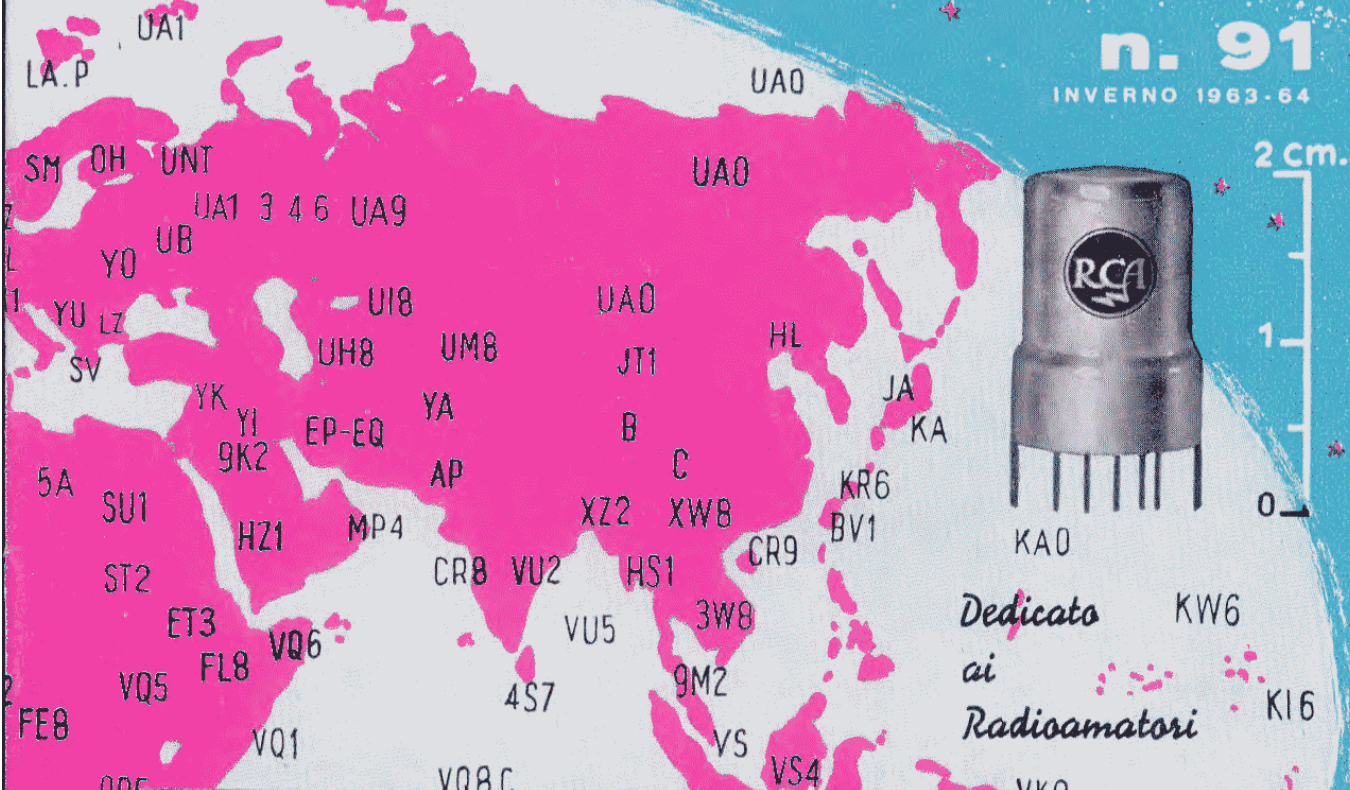 n. 91
INVERNO 1963-64
UA1
LA.P
UA0
2 cm.
SM
OH
UNT
UA0
UA1 3 4 6
UA9
UB
YO
RCA
UI8
UA0
YU
LZ
1
HL
UH8
UM8
JT1
SV
YK
YA
JA
YI
EP-EQ
B
KA
9K2
AP
C
5A
KR6
SU1
XZ2
XW8
0
HZ1
MP4
BV1
KA0
CR9
ST2
CR8
VU2
HS1
ET3
VU5
3W8
Dedicato
KW6
VQ6
FL8
ai
VQ5
4S7
9M2
KI6
FE8
Radioamatori
VQ1
VS
VS4
VQ8C